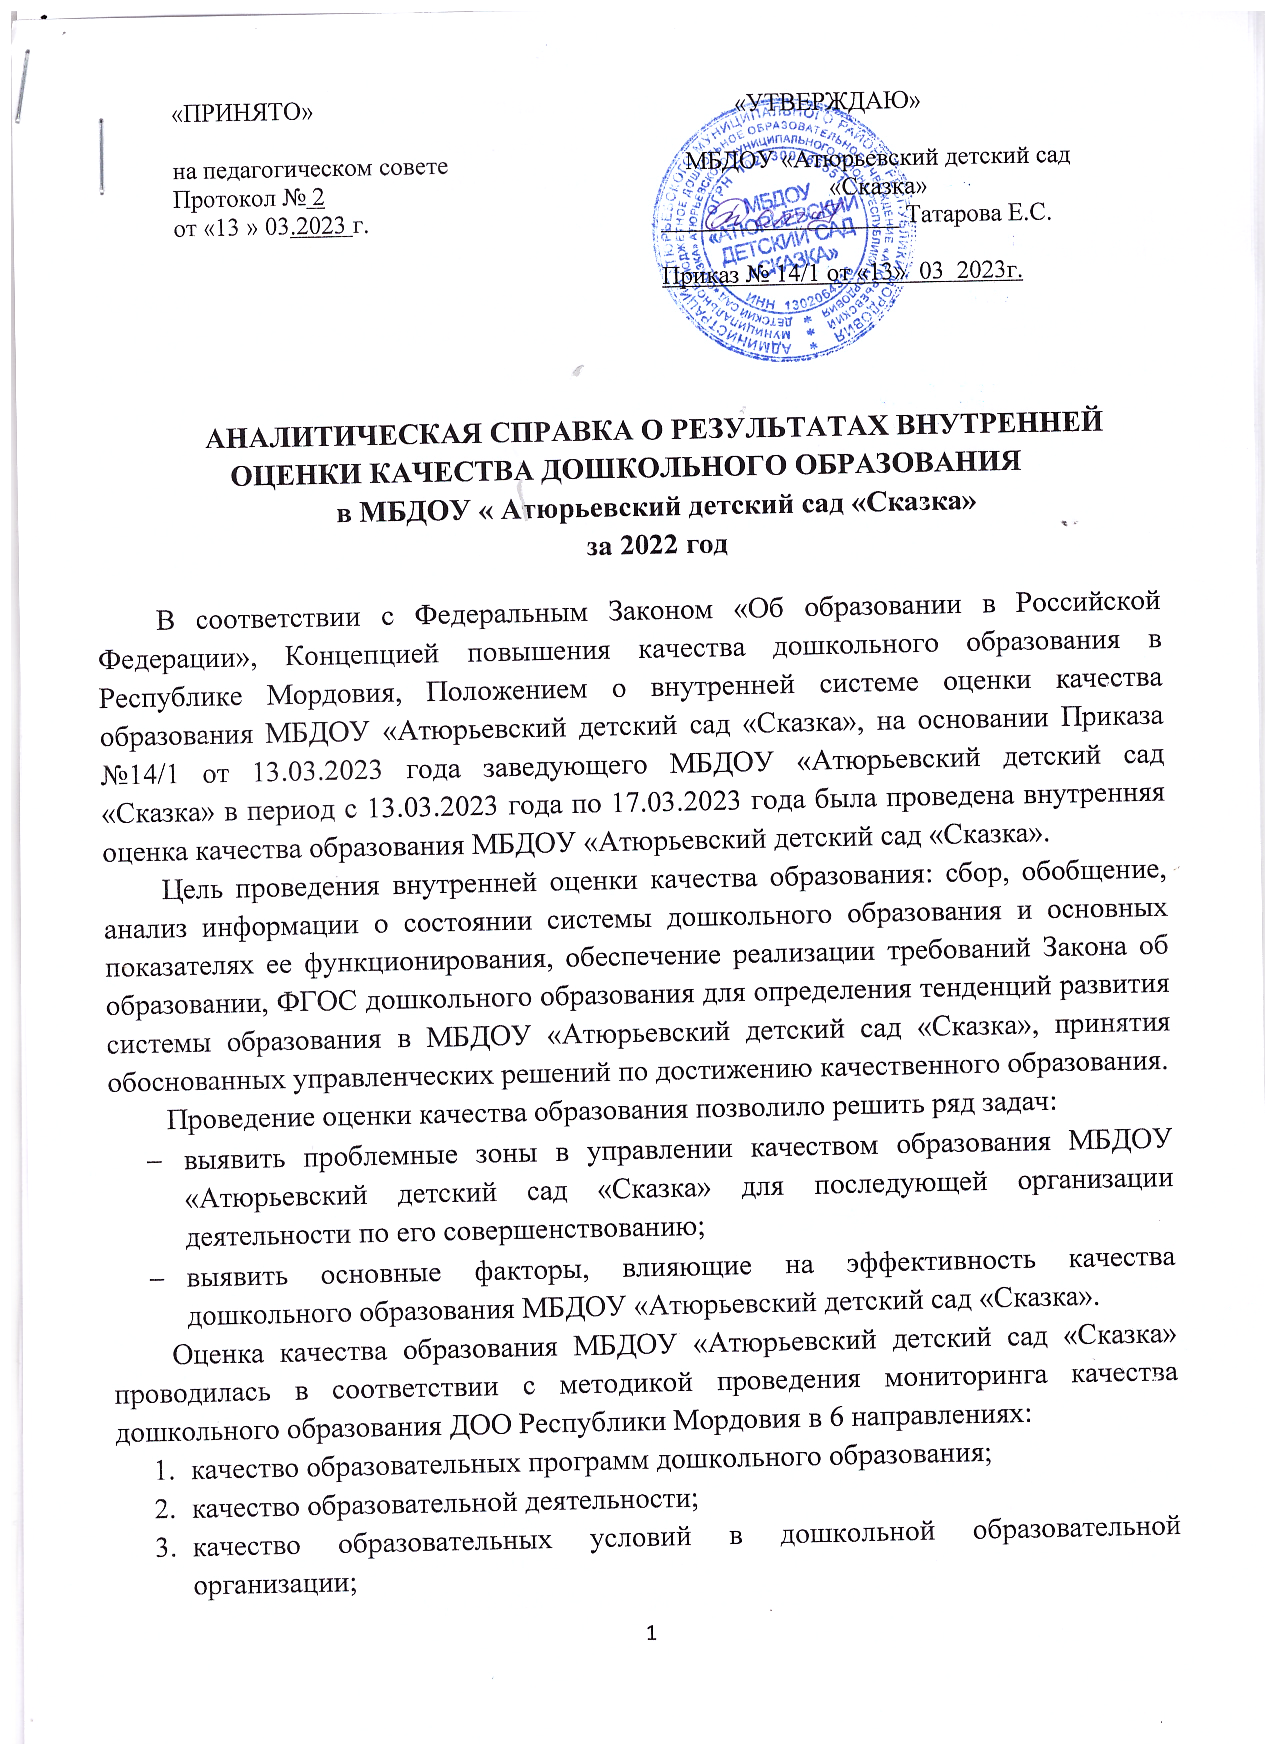 «ПРИНЯТО»
на педагогическом совете
Протокол № 2
от «13 » 03.2023 г.
«УТВЕРЖДАЮ»
МБДОУ «Атюрьевский детский сад
«Сказка»
Татарова Е.С.
Приказ № 14/1 от «13» 03 2023г.
МБДОУ
«АТЮРЬЕВСКИЙ
ДЕТСКИЙ САД
«СКАЗКА»
АНАЛИТИЧЕСКАЯ СПРАВКА О РЕЗУЛЬТАТАХ ВНУТРЕННЕЙ
ОЦЕНКИ КАЧЕСТВА ДОШКОЛЬНОГО ОБРАЗОВАНИЯ
в МБДОУ « Атюрьевский детский сад «Сказка»
за 2022 год
В соответствии с Федеральным Законом «Об образовании в Российской
Федерации», Концепцией повышения качества дошкольного образования в
Республике Мордовия, Положением о внутренней системе оценки качества
образования МБДОУ «Атюрьевский детский сад «Сказка», на основании Приказа
№14/1 от 13.03.2023 года заведующего МБДОУ «Атюрьевский детский сад
«Сказка» в период с 13.03.2023 года по 17.03.2023 года была проведена внутренняя
оценка качества образования МБДОУ «Атюрьевский детский сад «Сказка».
Цель проведения внутренней оценки качества образования: сбор, обобщение,
анализ информации о состоянии системы дошкольного образования и основных
показателях ее функционирования, обеспечение реализации требований Закона об
образовании, ФГОС дошкольного образования для определения тенденций развития
системы образования в МБДОУ «Атюрьевский детский сад «Сказка», принятия
обоснованных управленческих решений по достижению качественного образования.
Проведение оценки качества образования позволило решить ряд задач:
– выявить проблемные зоны в управлении качеством образования МБДОУ
«Атюрьевский детский сад «Сказка» для последующей организации
деятельности по его совершенствованию;
– выявить основные факторы, влияющие на эффективность качества
дошкольного образования МБДОУ «Атюрьевский детский сад «Сказка».
Оценка качества образования МБДОУ «Атюрьевский детский сад «Сказка»
проводилась в соответствии с методикой проведения мониторинга качества
дошкольного образования ДОО Республики Мордовия в 6 направлениях:
1. качество образовательных программ дошкольного образования;
2. качество образовательной деятельности;
3. качество образовательных условий в дошкольной образовательной
организации;
1